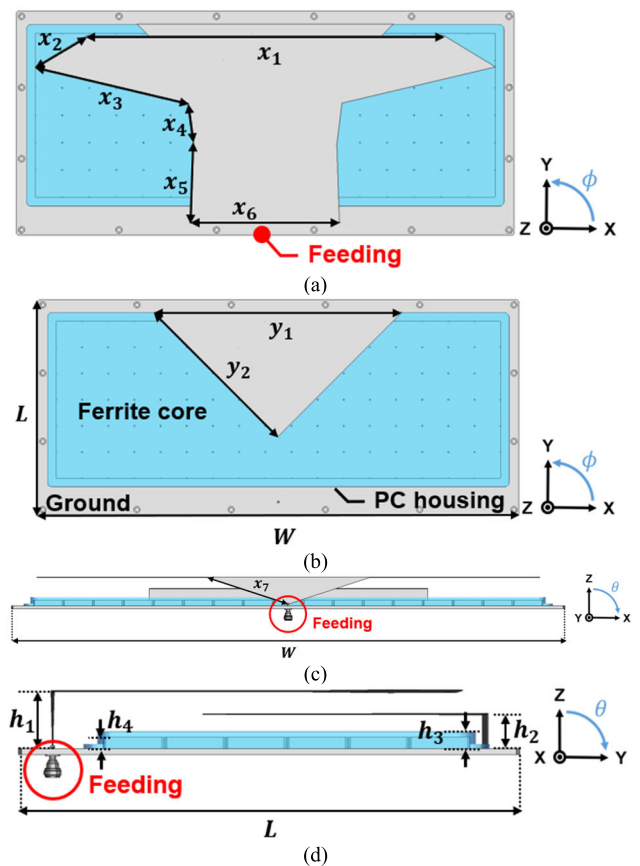 x₂
x₁
x₃
x₄
x₅
x₆
Y
ϕ
Z
X
Feeding
(a)
y₁
y₂
L
Ferrite core
Y
ϕ
Ground
PC housing
Z
X
W
(b)
x₇
Z
θ
Feeding
Y
X
W
(c)
h₁
h₄
h₃
h₂
Z
θ
X
Y
Feeding
L
(d)